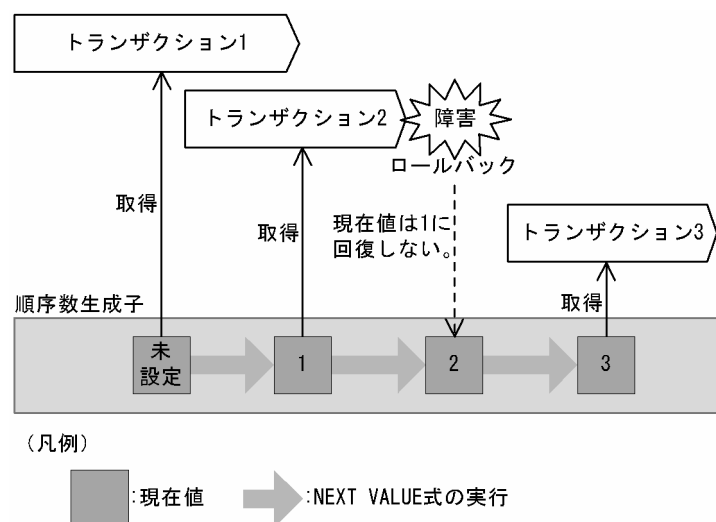 トランザクション1
トランザクション2
障害
ロールバック
取得
取得
現在値は1に
回復しない。
トランザクション3
取得
順序数生成子
未
設定
1
2
3
(凡例)
:現在値
:NEXT VALUE式の実行